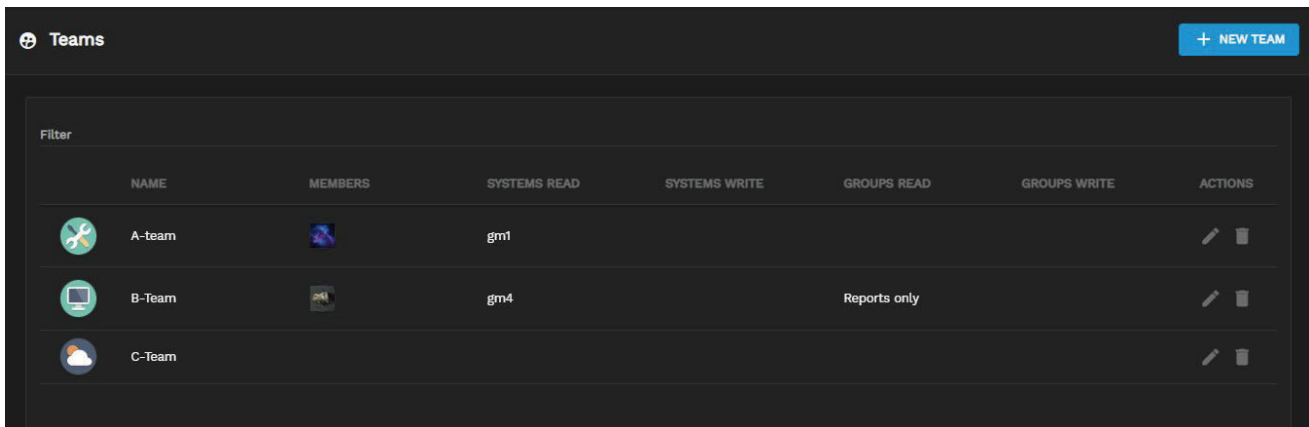 Teams
+ NEW TEAM
Filter
NAME MEMBERS SYSTEMS READ SYSTEMS WRITE GROUPS READ GROUPS WRITE ACTIONS
A-team gm1
B-Team gm4 Reports only
C-Team